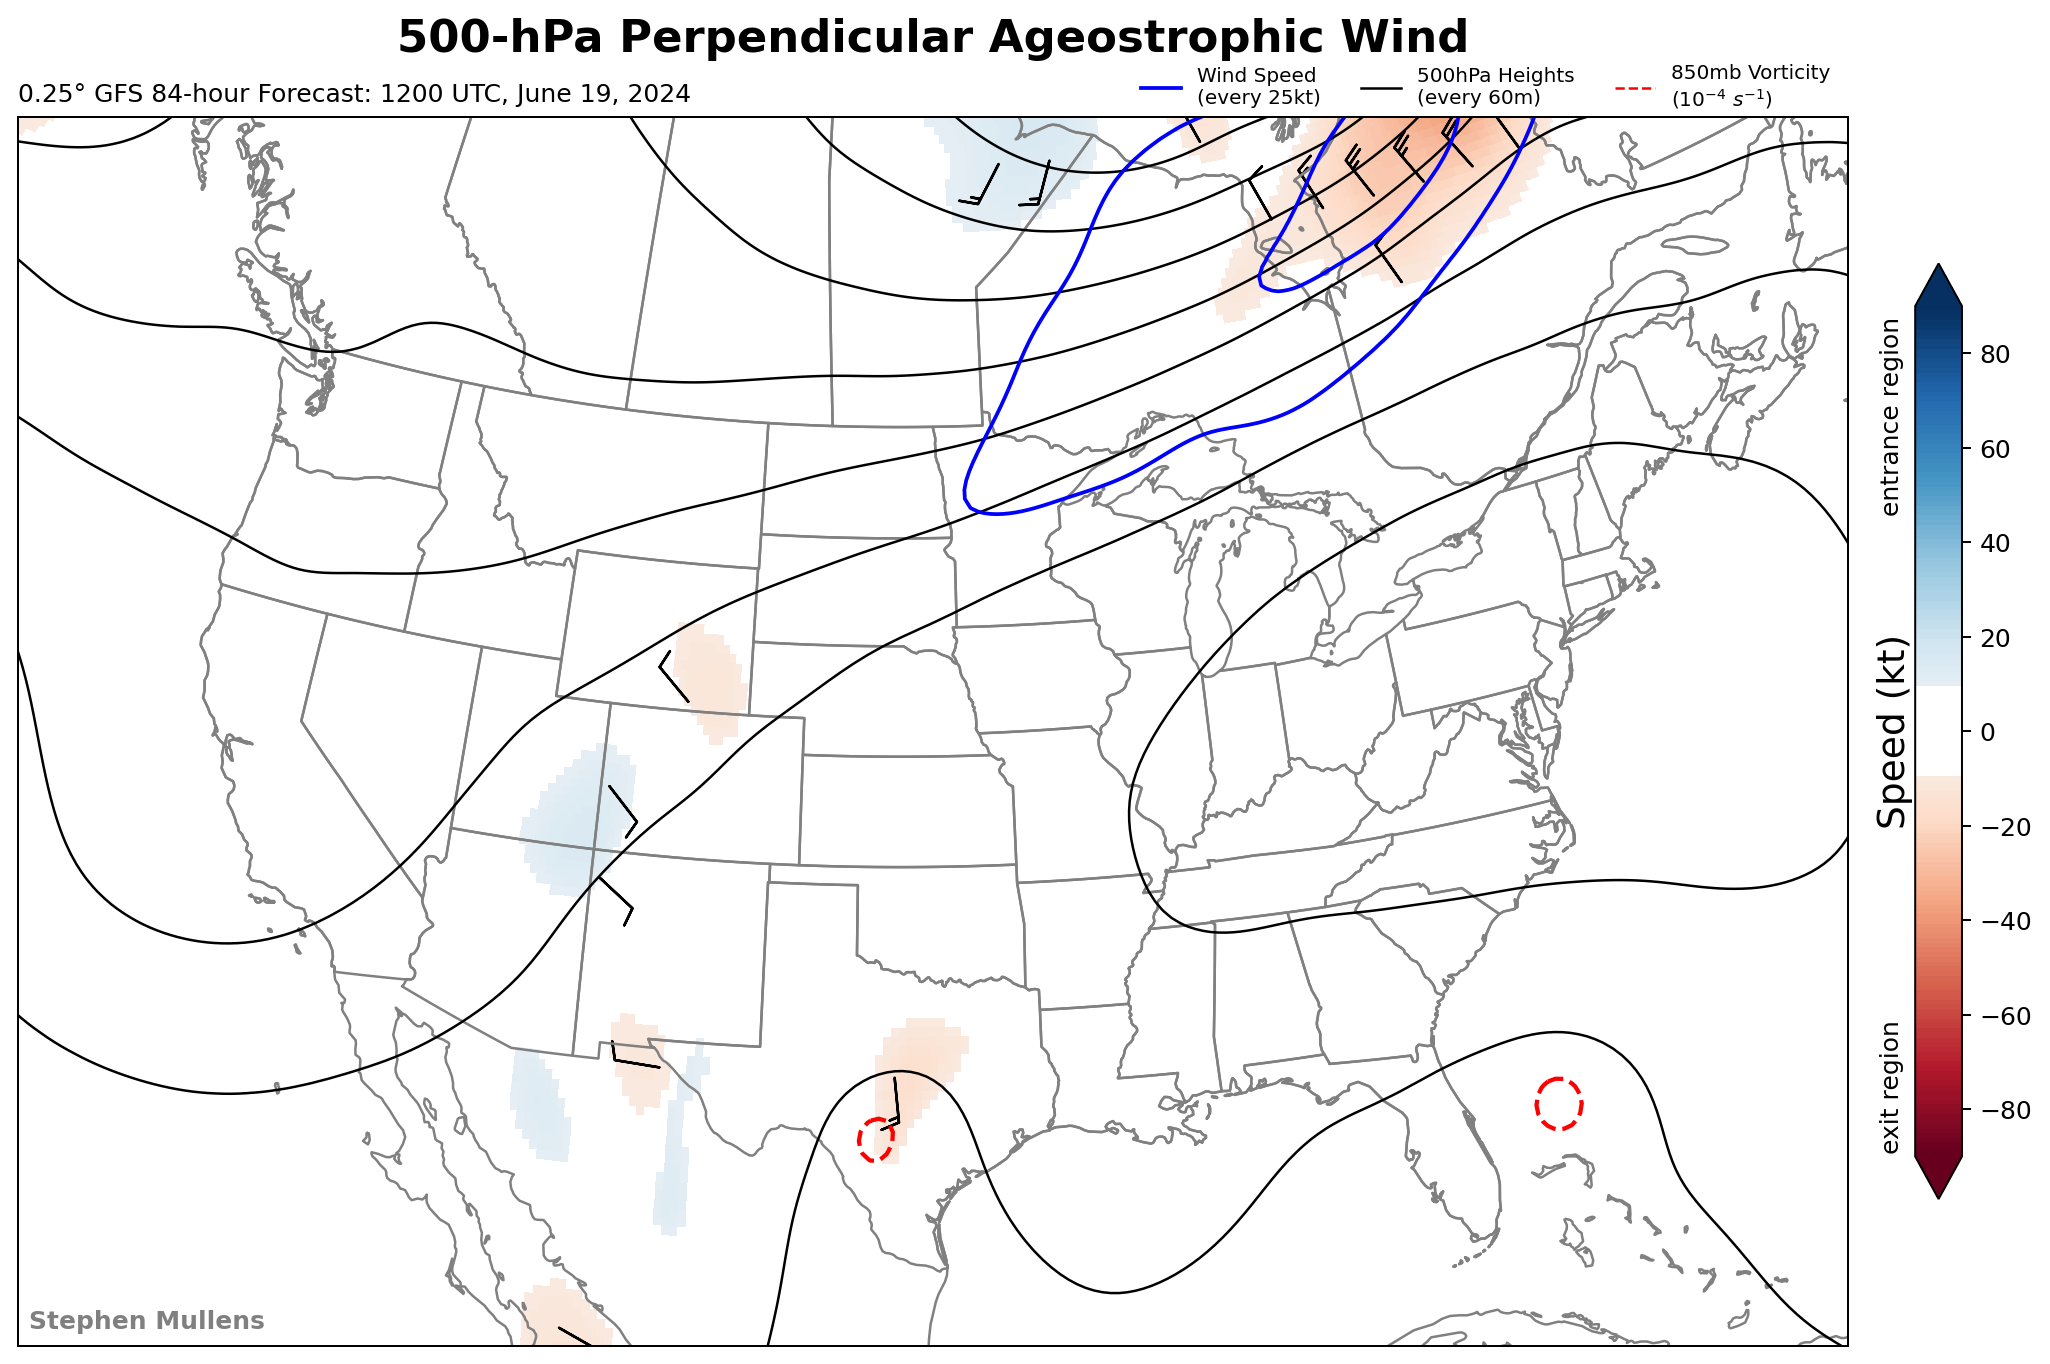 500-hPa Perpendicular Ageostrophic Wind
0.25° GFS 84-hour Forecast: 1200 UTC, June 19, 2024
Wind Speed
(every 25kt)
500hPa Heights
(every 60m)
850mb Vorticity
(10⁻⁴ s⁻¹)
entrance region
Speed (kt)
exit region
80
60
40
20
0
−20
−40
−60
−80
Stephen Mullens